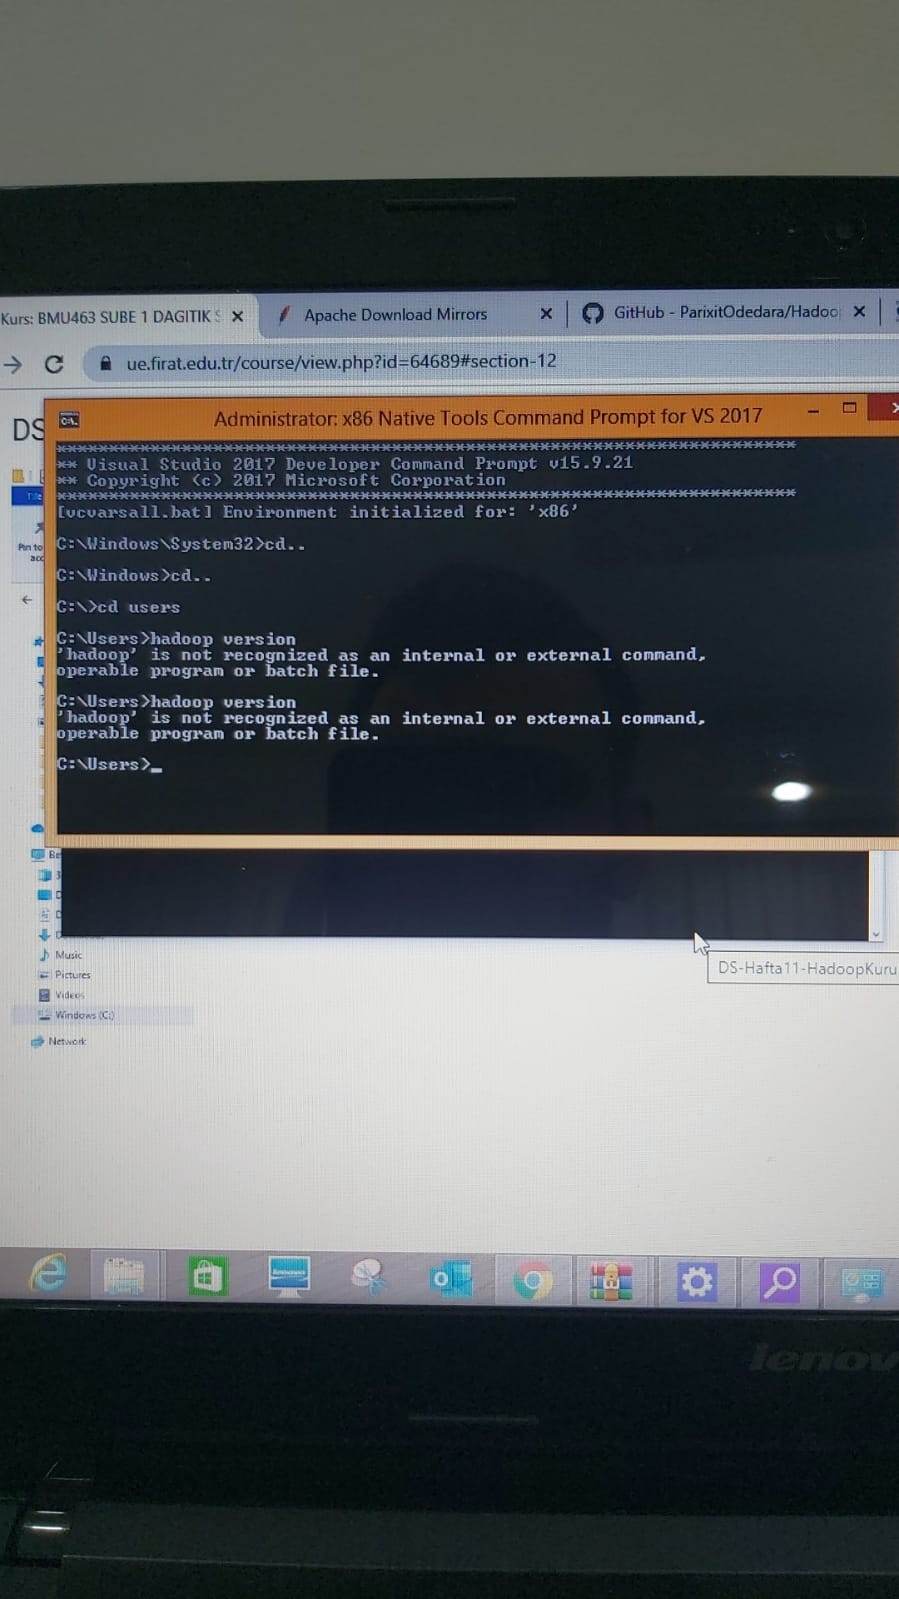 Kurs: BMU463 SUBE 1 DAGITIK S
Apache Download Mirrors
GitHub - ParixitOdedara/Hadoop
ue.firat.edu.tr/course/view.php?id=64689#section-12
DS
Administrator: x86 Native Tools Command Prompt for VS 2017
**********************************************************************
** Visual Studio 2017 Developer Command Prompt v15.9.21
** Copyright (c) 2017 Microsoft Corporation
**********************************************************************
[vcvarsall.bat] Environment initialized for: 'x86'
C:\Windows\System32>cd..
C:\Windows>cd..
C:\>cd users
C:\Users>hadoop version
'hadoop' is not recognized as an internal or external command,
operable program or batch file.
C:\Users>hadoop version
'hadoop' is not recognized as an internal or external command,
operable program or batch file.
C:\Users>_
File
Pin to
acc
DS-Hafta11-HadoopKuru
Music
Pictures
Videos
Windows (C:)
Network
lenov